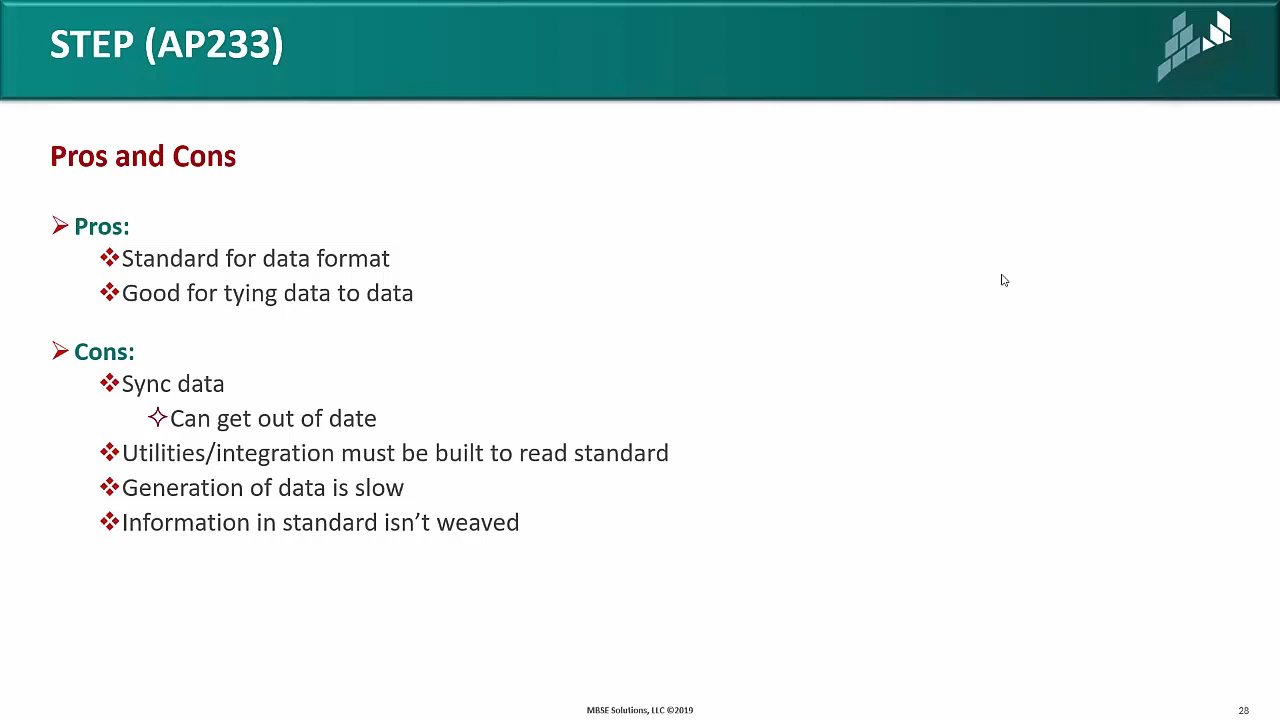 STEP (AP233)
Pros and Cons
Pros:
Standard for data format
Good for tying data to data
Cons:
Sync data
Can get out of date
Utilities/integration must be built to read standard
Generation of data is slow
Information in standard isn’t weaved
MBSE Solutions, LLC ©2019
28